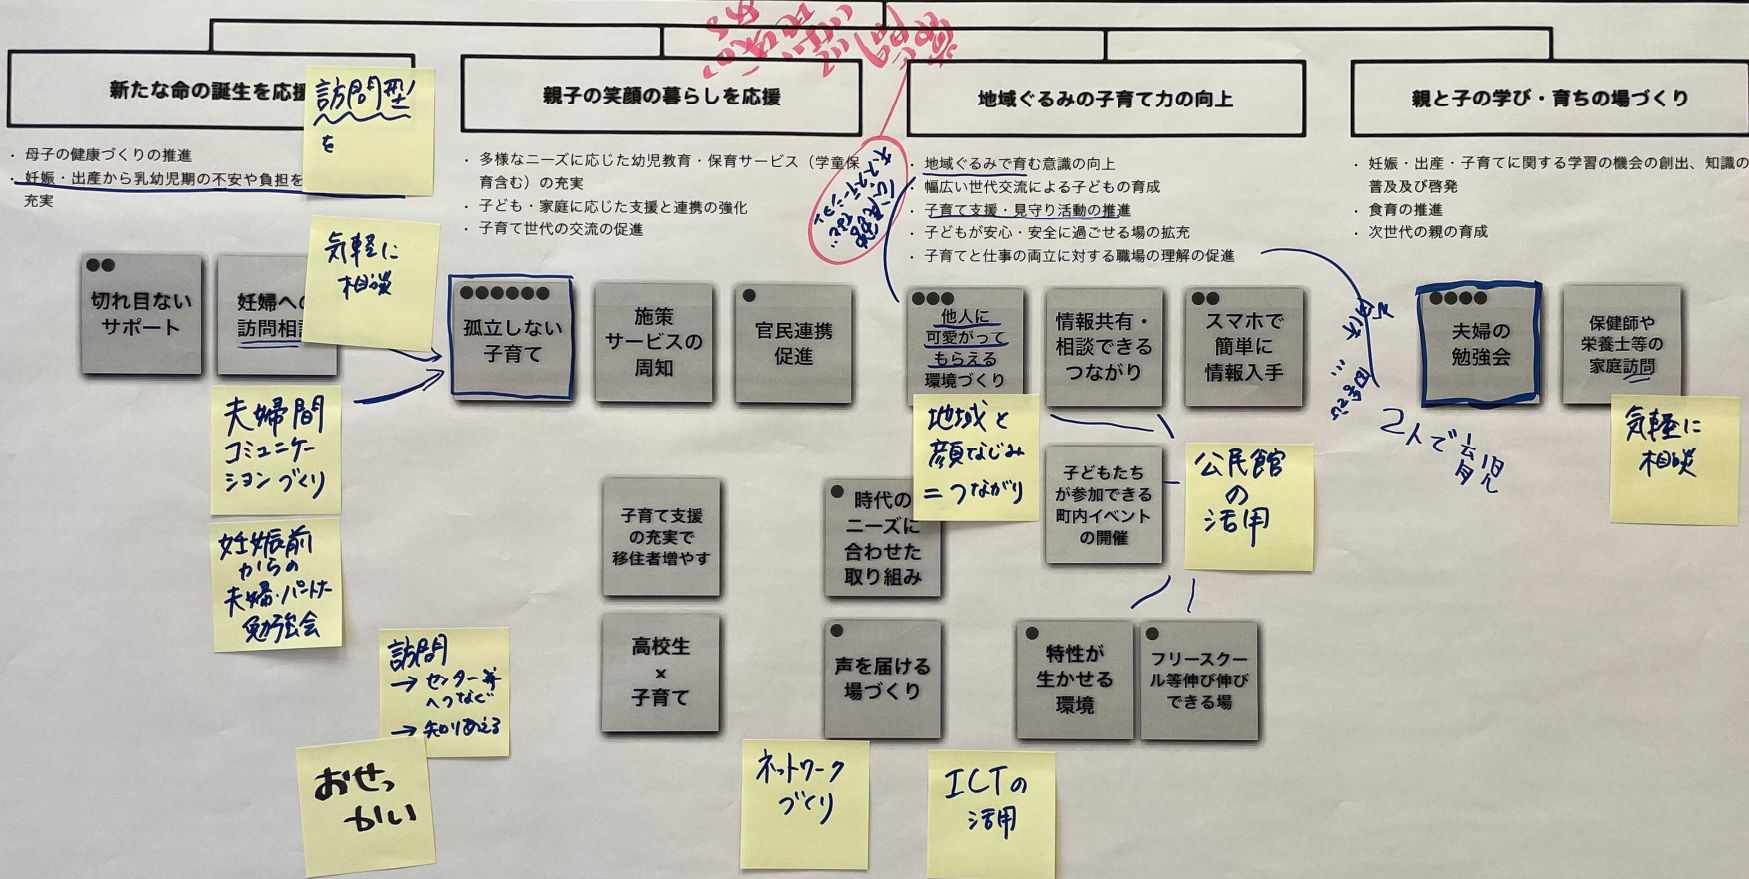 新たな命の誕生を応援
訪問型
を
・母子の健康づくりの推進
・妊娠・出産から乳幼児期の不安や負担を
充実
気軽に
相談
切れ目ない
サポート
妊婦への
訪問相談
夫婦間
コミュニケー
ションづくり
妊娠前
からの
夫婦・パートナー
勉強会
訪問
→センター等
へつなぐ
→知りあえる
おせっ
かい
親子の笑顔の暮らしを応援
・多様なニーズに応じた幼児教育・保育サービス（学童保
育含む）の充実
・子ども・家庭に応じた支援と連携の強化
・子育て世代の交流の促進
孤立しない
子育て
施策
サービスの
周知
官民連携
促進
子育て支援
の充実で
移住者増やす
高校生
×
子育て
時代の
ニーズに
合わせた
取り組み
声を届ける
場づくり
ネットワーク
づくり
地域ぐるみの子育て力の向上
・地域ぐるみで育む意識の向上
・幅広い世代交流による子どもの育成
・子育て支援・見守り活動の推進
・子どもが安心・安全に過ごせる場の拡充
・子育てと仕事の両立に対する職場の理解の促進
他人に
可愛がって
もらえる
環境づくり
情報共有・
相談できる
つながり
スマホで
簡単に
情報入手
地域と
顔なじみ
=つながり
子どもたち
が参加できる
町内イベント
の開催
公民館
の
活用
特性が
生かせる
環境
フリースクー
ル等伸び伸び
できる場
ICTの
活用
親と子の学び・育ちの場づくり
・妊娠・出産・子育てに関する学習の機会の創出、知識の
普及及び啓発
・食育の推進
・次世代の親の育成
夫婦の
勉強会
保健師や
栄養士等の
家庭訪問
2人で育児
気軽に
相談